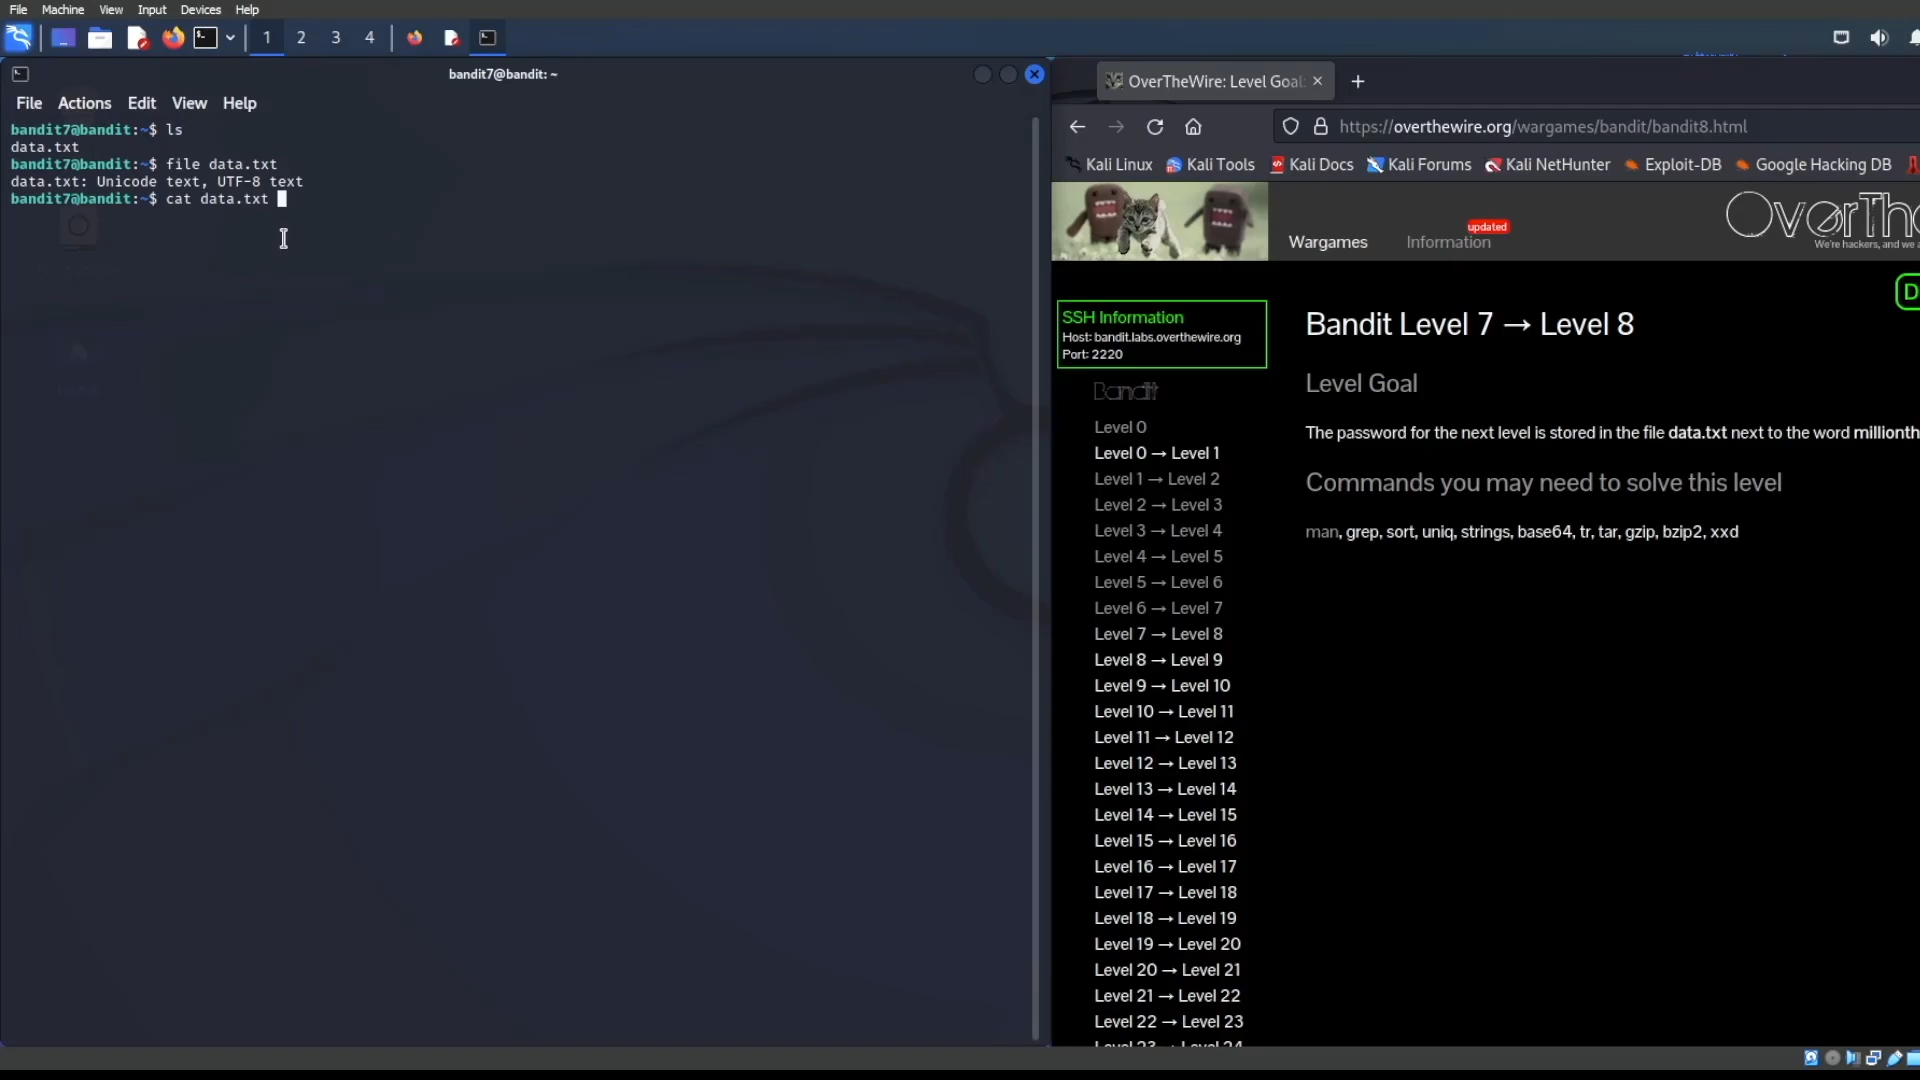 File Machine View Input Devices Help
1 2 3 4
bandit7@bandit: ~
File Actions Edit View Help
bandit7@bandit:~$ ls
data.txt
bandit7@bandit:~$ file data.txt
data.txt: Unicode text, UTF-8 text
bandit7@bandit:~$ cat data.txt
OverTheWire: Level Goal:
https://overthewire.org/wargames/bandit/bandit8.html
Kali Linux Kali Tools Kali Docs Kali Forums Kali NetHunter Exploit-DB Google Hacking DB
Wargames
updated
Information
OverThe
We're hackers, and we a
D
SSH Information
Host: bandit.labs.overthewire.org
Port: 2220
Bandit
Level 0
Level 0 → Level 1
Level 1 → Level 2
Level 2 → Level 3
Level 3 → Level 4
Level 4 → Level 5
Level 5 → Level 6
Level 6 → Level 7
Level 7 → Level 8
Level 8 → Level 9
Level 9 → Level 10
Level 10 → Level 11
Level 11 → Level 12
Level 12 → Level 13
Level 13 → Level 14
Level 14 → Level 15
Level 15 → Level 16
Level 16 → Level 17
Level 17 → Level 18
Level 18 → Level 19
Level 19 → Level 20
Level 20 → Level 21
Level 21 → Level 22
Level 22 → Level 23
Level 23 → Level 24
Bandit Level 7 → Level 8
Level Goal
The password for the next level is stored in the file data.txt next to the word millionth
Commands you may need to solve this level
man, grep, sort, uniq, strings, base64, tr, tar, gzip, bzip2, xxd